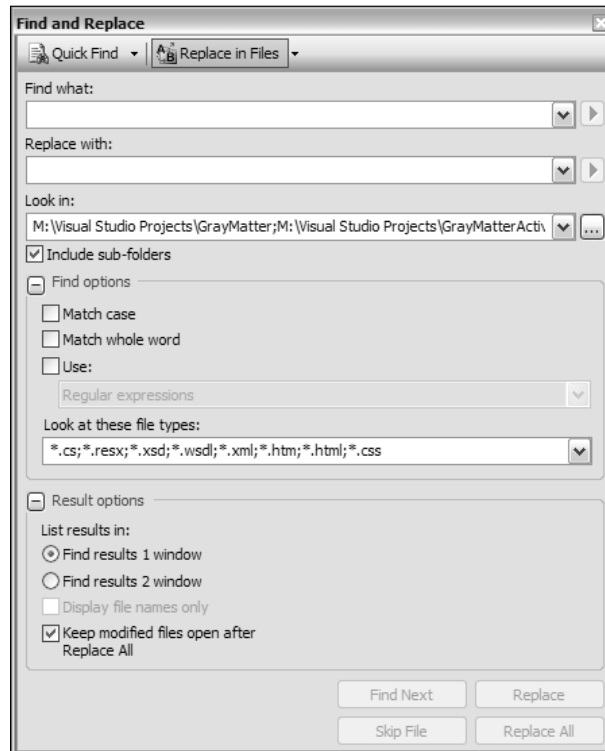 Find and Replace
Quick Find Replace in Files
Find what:
Replace with:
Look in:
M:\Visual Studio Projects\GrayMatter;M:\Visual Studio Projects\GrayMatterActiv
...
Include sub-folders
Find options
Match case
Match whole word
Use:
Regular expressions
Look at these file types:
*.cs;*.resx;*.xsd;*.wsdl;*.xml;*.htm;*.html;*.css
Result options
List results in:
Find results 1 window
Find results 2 window
Display file names only
Keep modified files open after
Replace All
Find Next Replace
Skip File Replace All